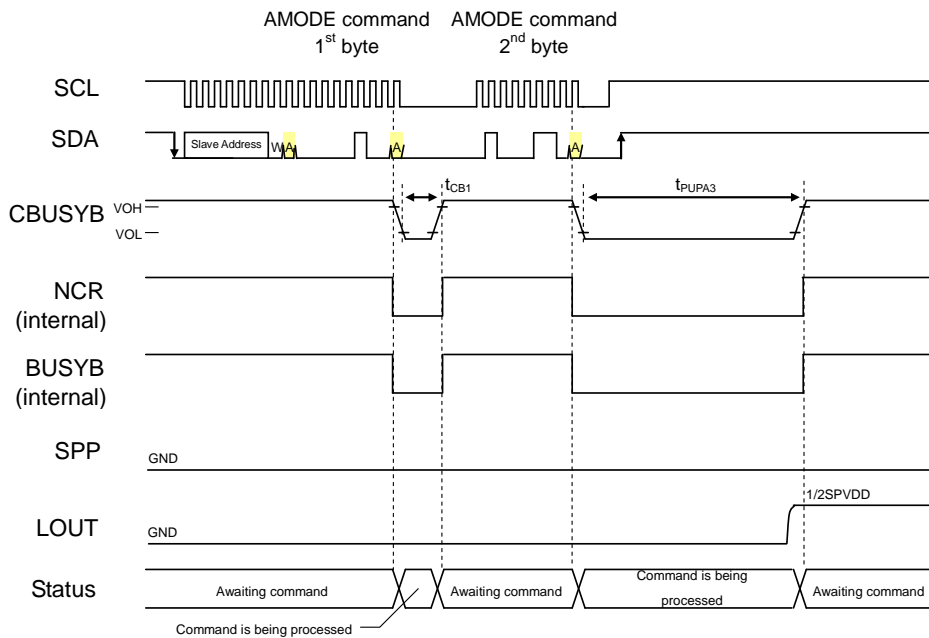 AMODE command
1st byte
AMODE command
2nd byte
SCL
SDA
Slave Address
W
A
A
A
CBUSYB
VOH
VOL
tCB1
tPUPA3
NCR
(internal)
BUSYB
(internal)
SPP
GND
LOUT
GND
1/2SPVDD
Status
Awaiting command
Awaiting command
Command is being
processed
Awaiting command
Command is being processed